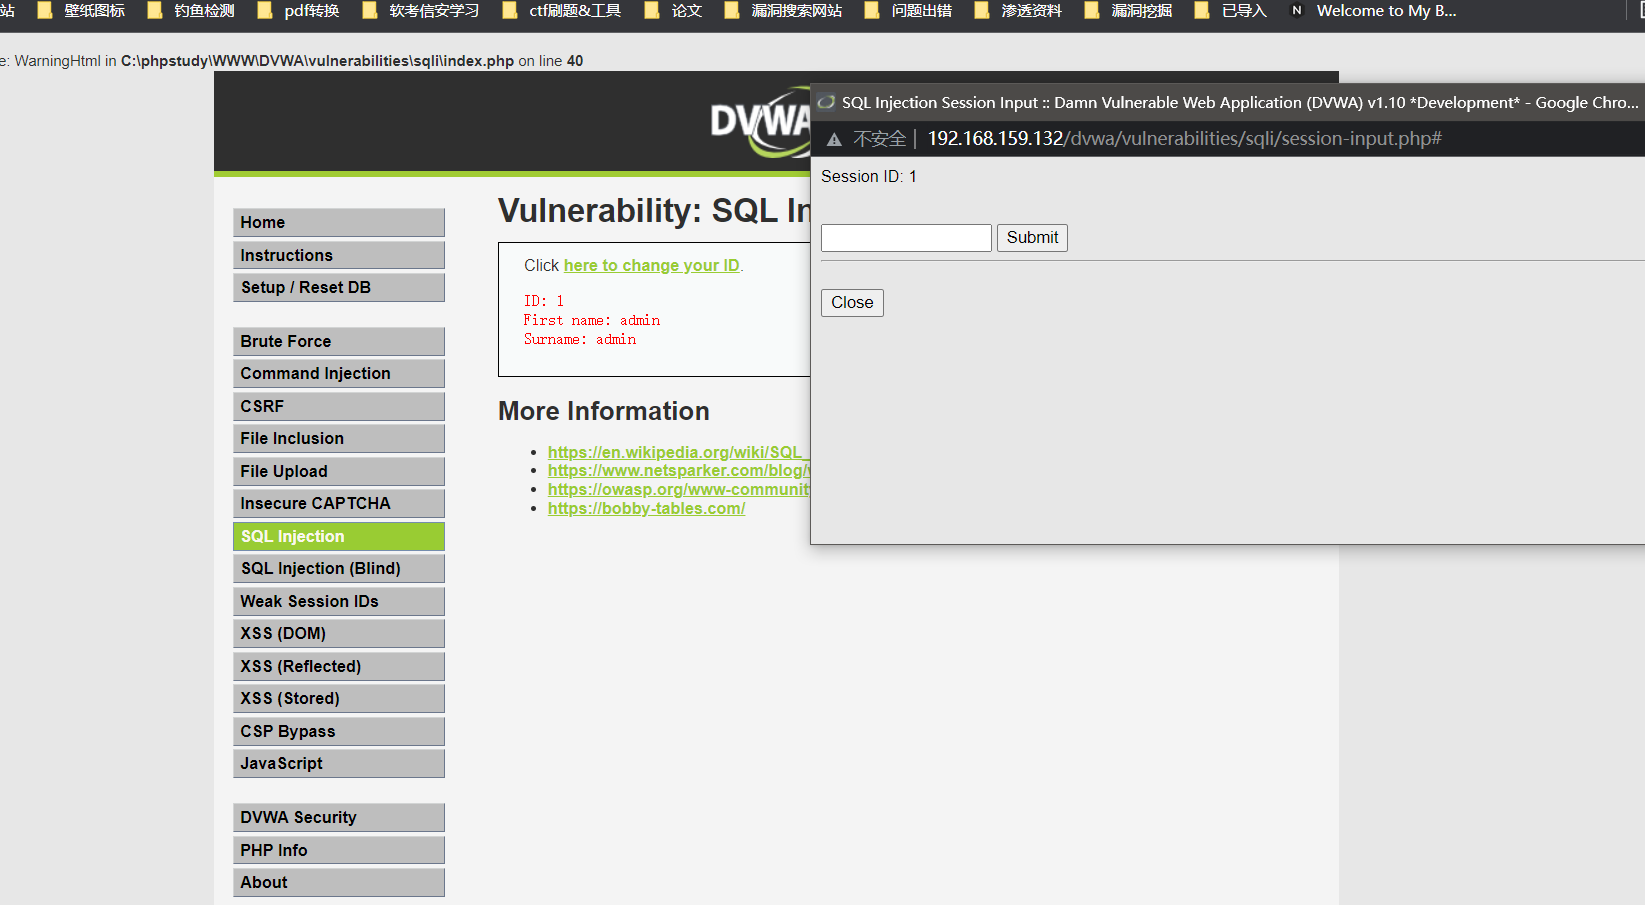 站 壁纸图标 钓鱼检测 pdf转换 软考信安学习 ctf刷题&工具 论文 漏洞搜索网站 问题出错 渗透资料 漏洞挖掘 已导入 N Welcome to My B...
e: WarningHtml in C:\phpstudy\WWW\DVWA\vulnerabilities\sqli\index.php on line 40
DVWA
Home
Instructions
Setup / Reset DB
Brute Force
Command Injection
CSRF
File Inclusion
File Upload
Insecure CAPTCHA
SQL Injection
SQL Injection (Blind)
Weak Session IDs
XSS (DOM)
XSS (Reflected)
XSS (Stored)
CSP Bypass
JavaScript
DVWA Security
PHP Info
About
Vulnerability: SQL In
Click here to change your ID.
ID: 1
First name: admin
Surname: admin
More Information
https://en.wikipedia.org/wiki/SQL_
https://www.netsparker.com/blog/
https://owasp.org/www-communit
https://bobby-tables.com/
SQL Injection Session Input :: Damn Vulnerable Web Application (DVWA) v1.10 *Development* - Google Chro...
不安全 | 192.168.159.132/dvwa/vulnerabilities/sqli/session-input.php#
Session ID: 1
Submit
Close